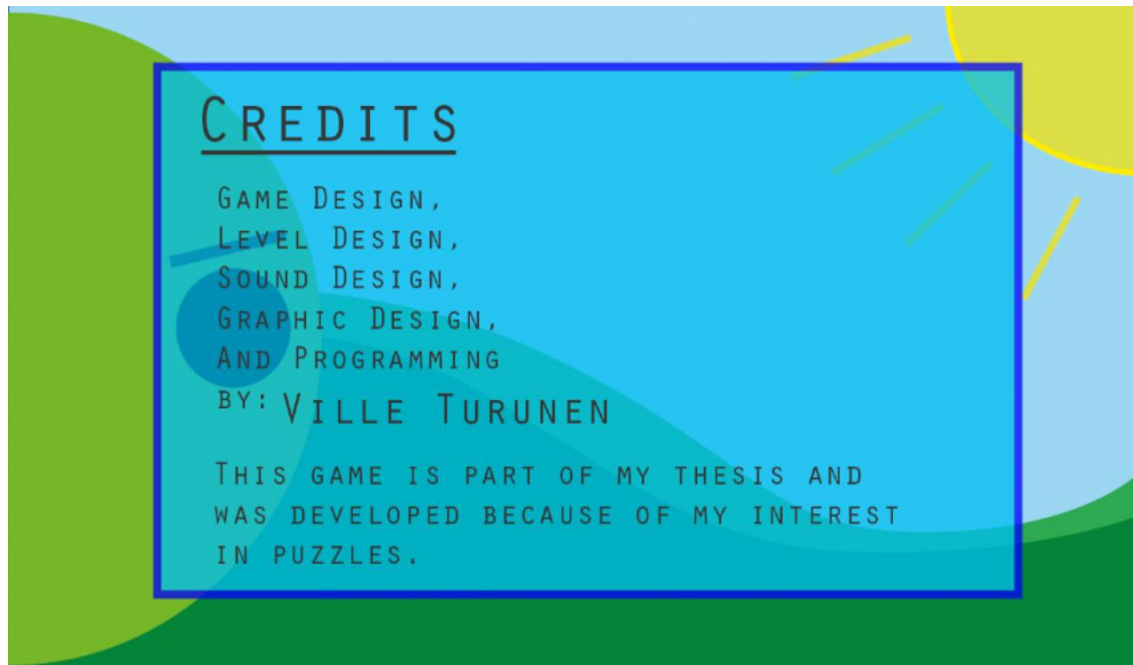 Credits
Game Design,
Level Design,
Sound Design,
Graphic Design,
And Programming
by: Ville Turunen
This game is part of my thesis and
was developed because of my interest
in puzzles.